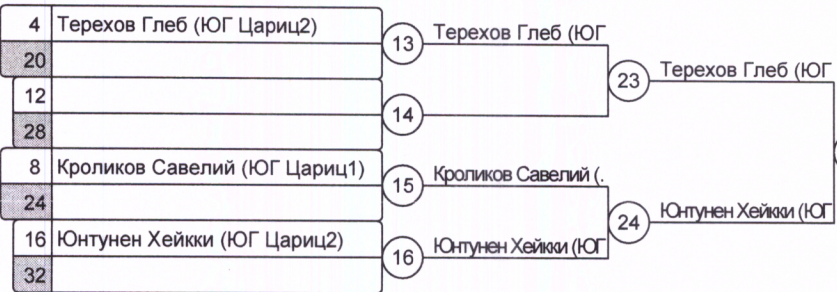 4 Терехов Глеб (ЮГ Цариц2)
20
12
28
8 Кроликов Савелий (ЮГ Цариц1)
24
16 Юнтунен Хейкки (ЮГ Цариц2)
32
13 Терехов Глеб (ЮГ
14
15 Кроликов Савелий (.
16 Юнтунен Хейкки (ЮГ
23 Терехов Глеб (ЮГ
24 Юнтунен Хейкки (ЮГ